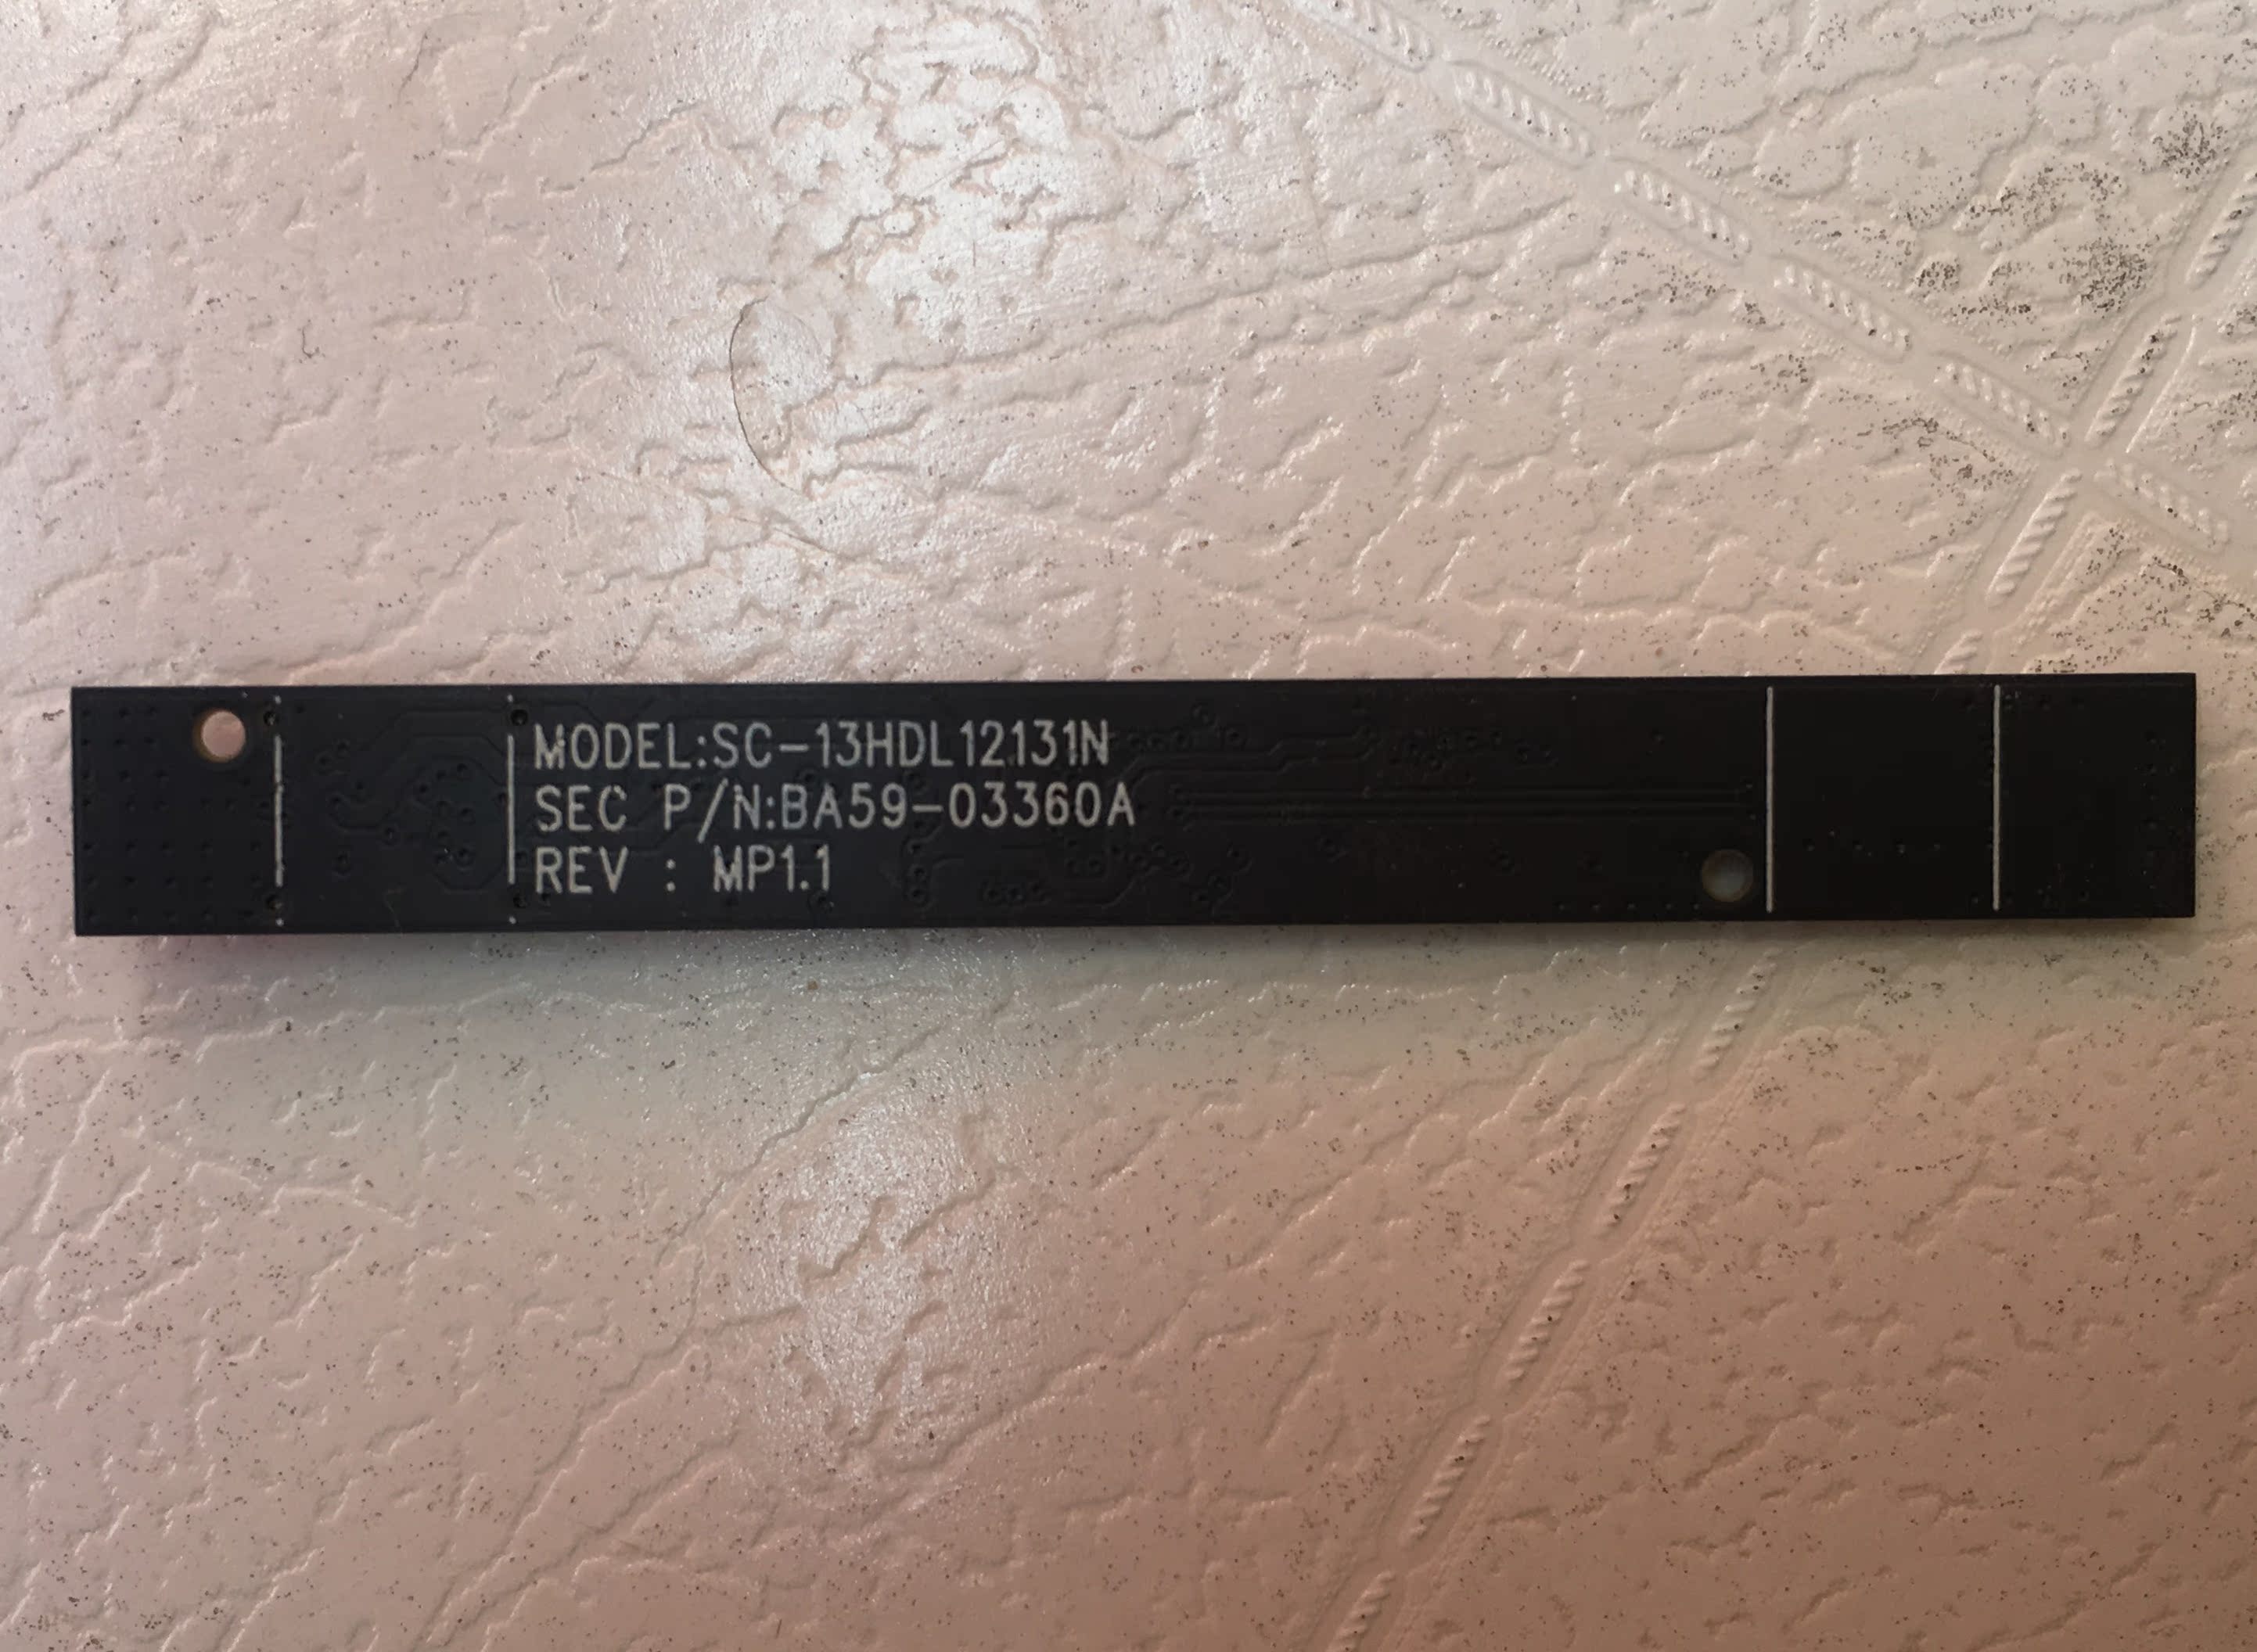 MODEL:SC-13HDL12131N
SEC P/N:BA59-03360A
REV : MP1.1